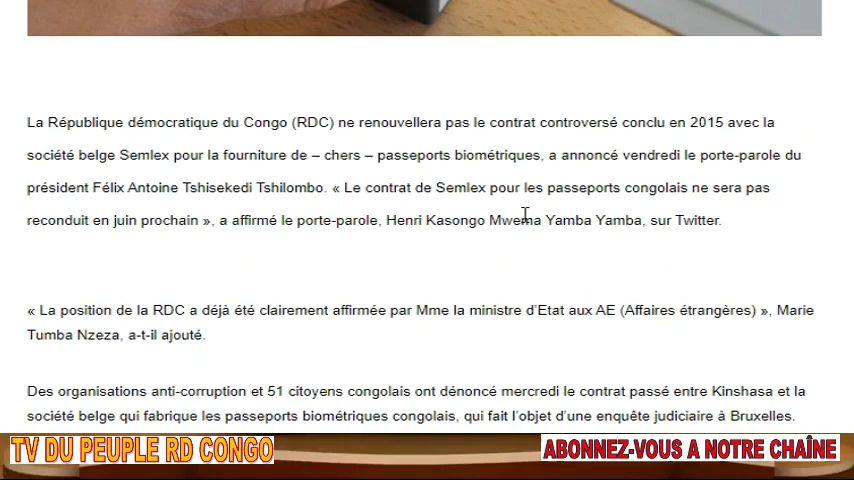 La République démocratique du Congo (RDC) ne renouvellera pas le contrat controversé conclu en 2015 avec la
société belge Semlex pour la fourniture de – chers – passeports biométriques, a annoncé vendredi le porte-parole du
président Félix Antoine Tshisekedi Tshilombo. « Le contrat de Semlex pour les passeports congolais ne sera pas
reconduit en juin prochain », a affirmé le porte-parole, Henri Kasongo Mwema Yamba Yamba, sur Twitter.
« La position de la RDC a déjà été clairement affirmée par Mme la ministre d’Etat aux AE (Affaires étrangères) », Marie
Tumba Nzeza, a-t-il ajouté.
Des organisations anti-corruption et 51 citoyens congolais ont dénoncé mercredi le contrat passé entre Kinshasa et la
société belge qui fabrique les passeports biométriques congolais, qui fait l’objet d’une enquête judiciaire à Bruxelles.
TV DU PEUPLE RD CONGO
ABONNEZ-VOUS A NOTRE CHAÎNE